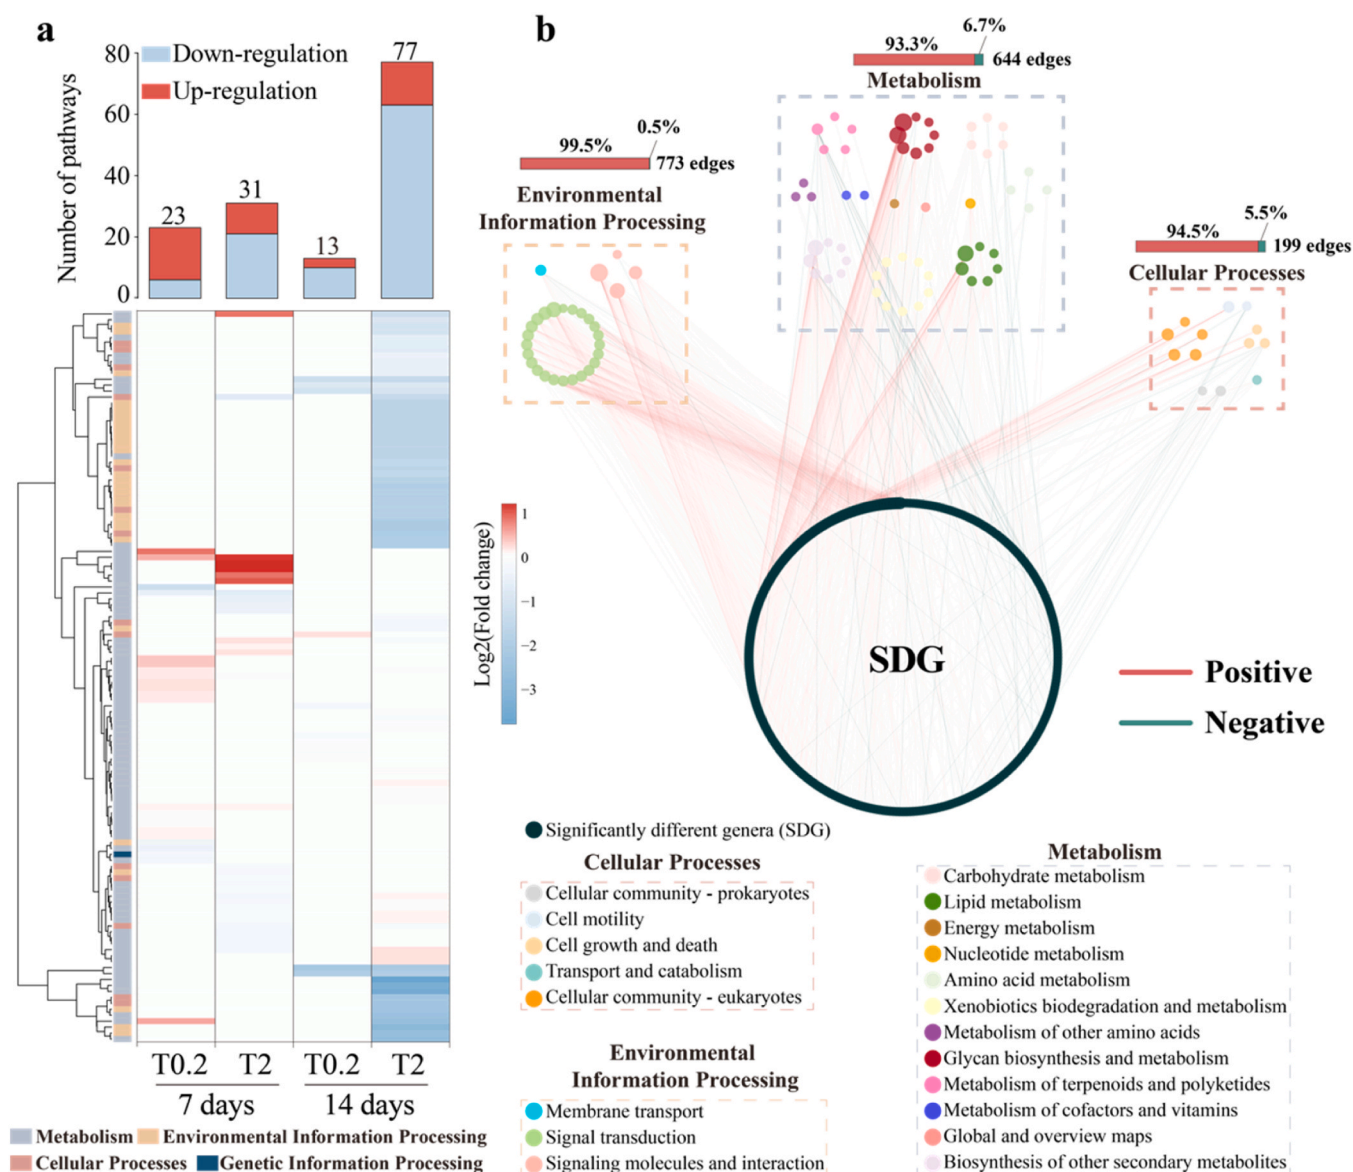 a
Down-regulation
Up-regulation
Number of pathways
80
60
40
20
0
23
31
13
77
Log2(Fold change)
1
0
−1
−2
−3
T0.2 T2 T0.2 T2
7 days 14 days
Metabolism Environmental Information Processing
Cellular Processes Genetic Information Processing
b
99.5%
0.5%
773 edges
Environmental
Information Processing
93.3%
6.7%
644 edges
Metabolism
94.5%
5.5%
199 edges
Cellular Processes
SDG
Positive
Negative
Significantly different genera (SDG)
Cellular Processes
Cellular community - prokaryotes
Cell motility
Cell growth and death
Transport and catabolism
Cellular community - eukaryotes
Environmental
Information Processing
Membrane transport
Signal transduction
Signaling molecules and interaction
Metabolism
Carbohydrate metabolism
Lipid metabolism
Energy metabolism
Nucleotide metabolism
Amino acid metabolism
Xenobiotics biodegradation and metabolism
Metabolism of other amino acids
Glycan biosynthesis and metabolism
Metabolism of terpenoids and polyketides
Metabolism of cofactors and vitamins
Global and overview maps
Biosynthesis of other secondary metabolites